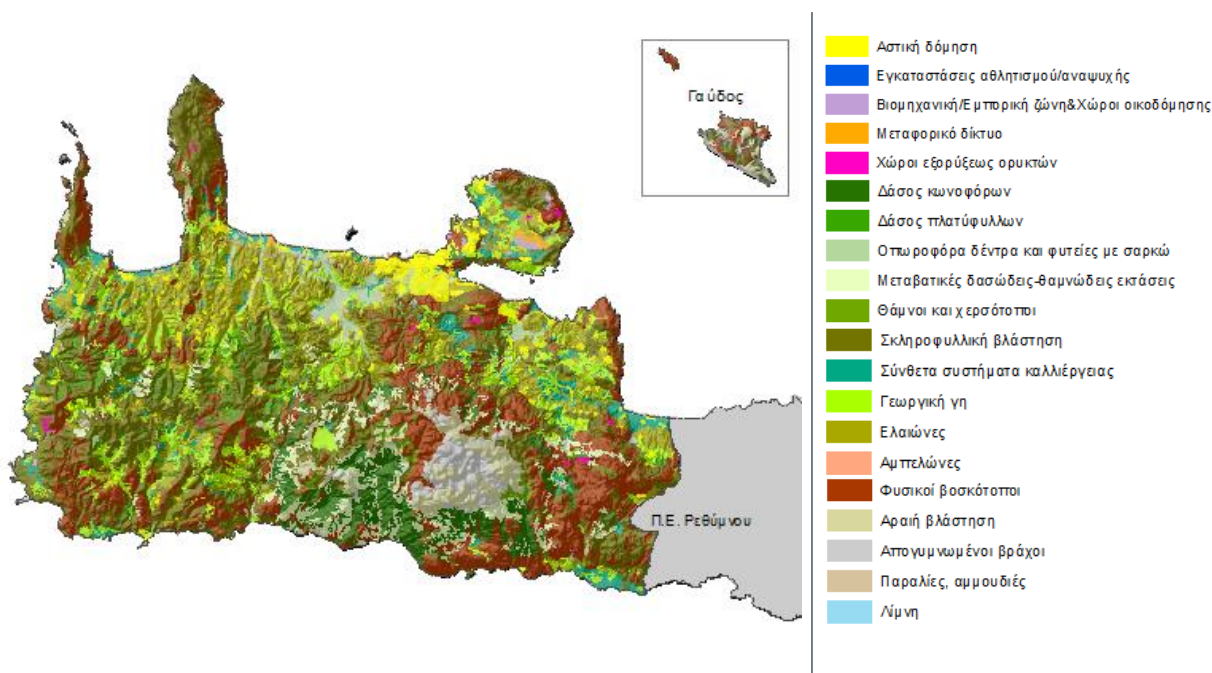 Γαύδος
Π.Ε. Ρεθύμνου
Αστική δόμηση
Εγκαταστάσεις αθλητισμού/αναψυχής
Βιομηχανική/Εμπορική ζώνη&Χώροι οικοδόμησης
Μεταφορικό δίκτυο
Χώροι εξορύξεως ορυκτών
Δάσος κωνοφόρων
Δάσος πλατύφυλλων
Οπωροφόρα δέντρα και φυτείες με σαρκώ
Μεταβατικές δασώδεις-θαμνώδεις εκτάσεις
Θάμνοι και χερσότοποι
Σκληροφυλλική βλάστηση
Σύνθετα συστήματα καλλιέργειας
Γεωργική γη
Ελαιώνες
Αμπελώνες
Φυσικοί βοσκότοποι
Αραιή βλάστηση
Απογυμνωμένοι βράχοι
Παραλίες, αμμουδιές
Λίμνη